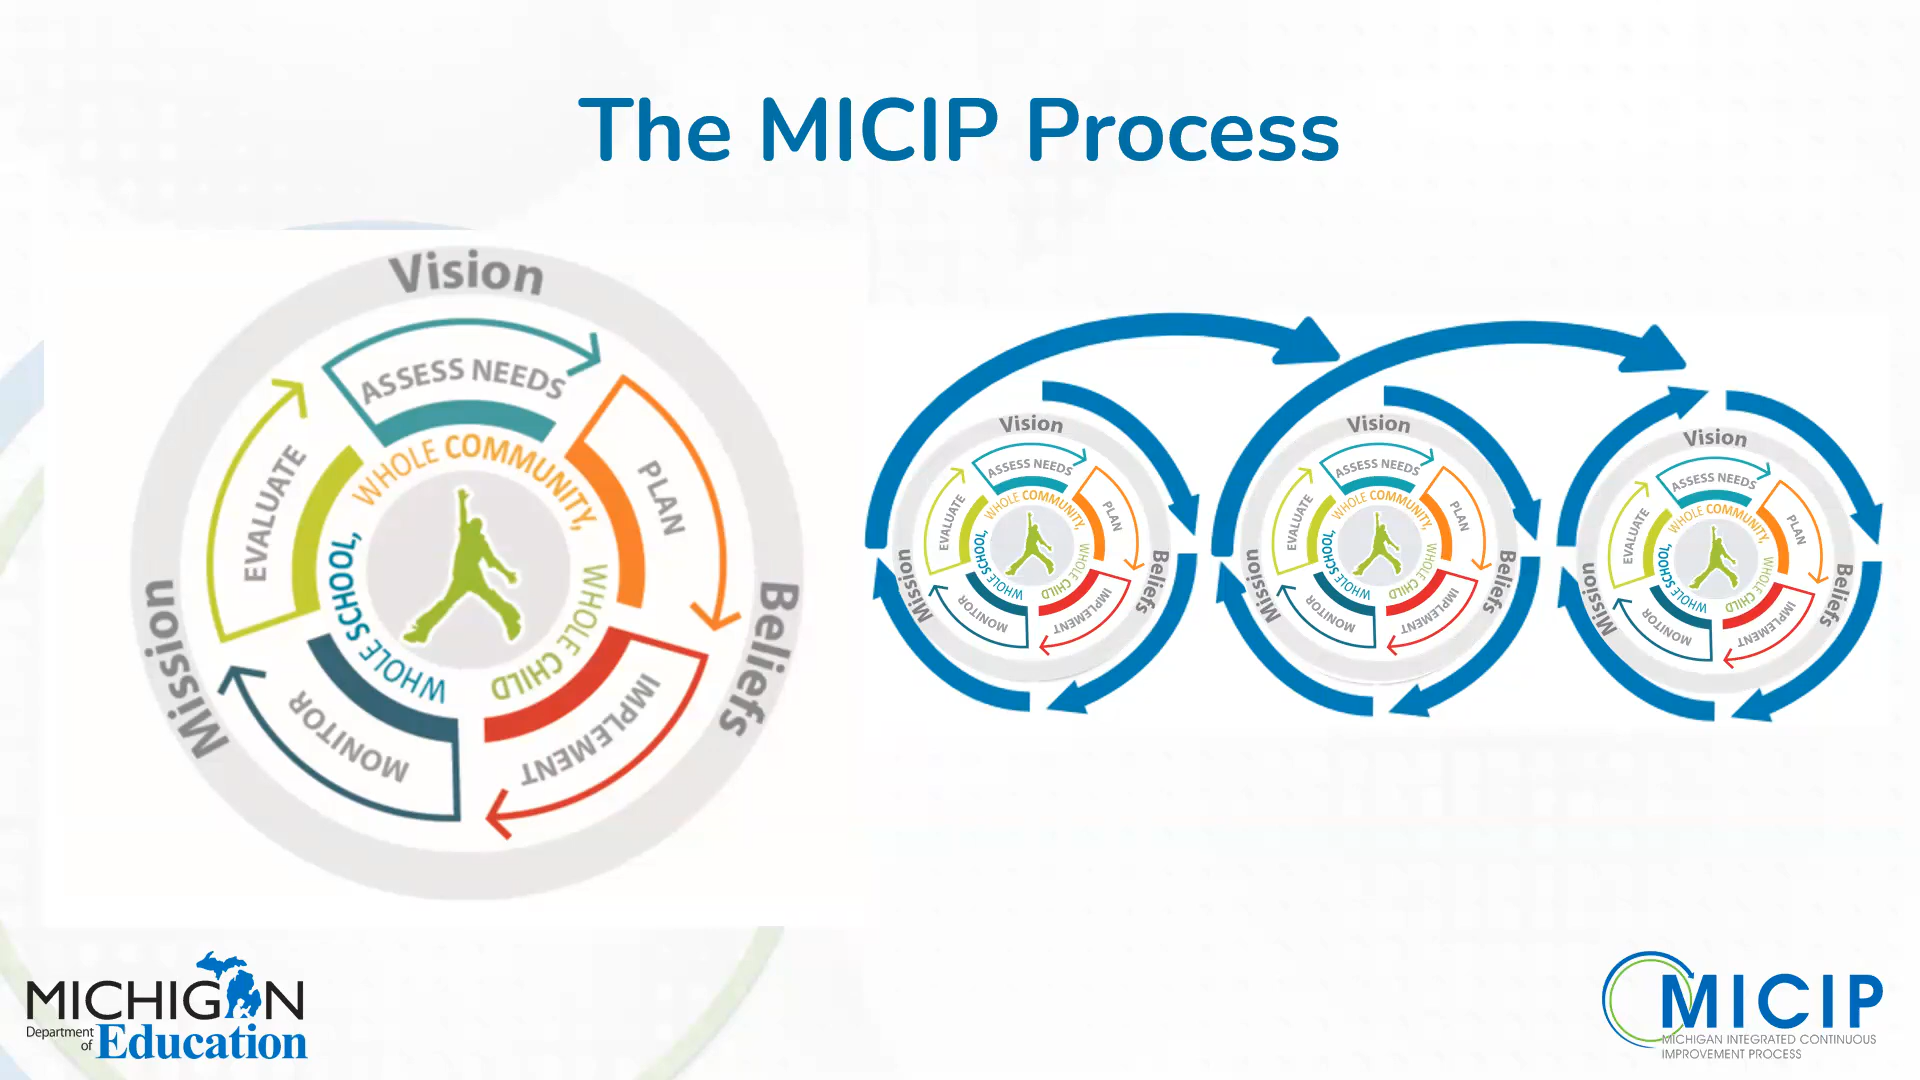 The MICIP Process
Vision
ASSESS NEEDS
PLAN
IMPLEMENT
MONITOR
EVALUATE
WHOLE COMMUNITY,
WHOLE CHILD
WHOLE SCHOOL,
Mission
Beliefs
Vision
ASSESS NEEDS
PLAN
IMPLEMENT
MONITOR
EVALUATE
WHOLE COMMUNITY,
WHOLE CHILD
WHOLE SCHOOL,
Mission
Beliefs
Vision
ASSESS NEEDS
PLAN
IMPLEMENT
MONITOR
EVALUATE
WHOLE COMMUNITY,
WHOLE CHILD
WHOLE SCHOOL,
Mission
Beliefs
Vision
ASSESS NEEDS
PLAN
IMPLEMENT
MONITOR
EVALUATE
WHOLE COMMUNITY,
WHOLE CHILD
WHOLE SCHOOL,
Mission
Beliefs
MICHIGAN
Department
of Education
MICIP
MICHIGAN INTEGRATED CONTINUOUS
IMPROVEMENT PROCESS